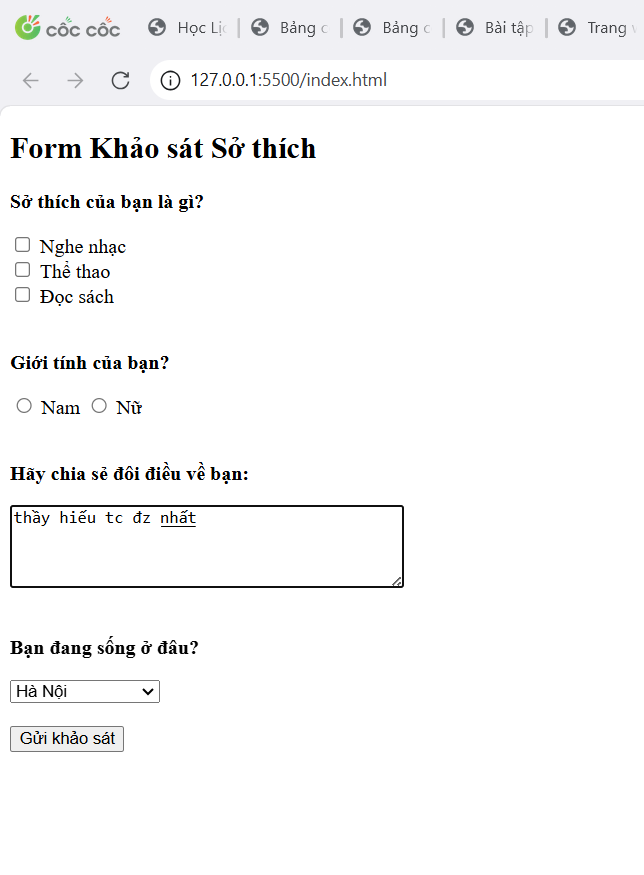 cốc cốc Học Lịc Bảng c Bảng c Bài tập Trang v
127.0.0.1:5500/index.html
Form Khảo sát Sở thích
Sở thích của bạn là gì?
Nghe nhạc
Thể thao
Đọc sách
Giới tính của bạn?
Nam Nữ
Hãy chia sẻ đôi điều về bạn:
thầy hiếu tc đz nhất
Bạn đang sống ở đâu?
Hà Nội
Gửi khảo sát